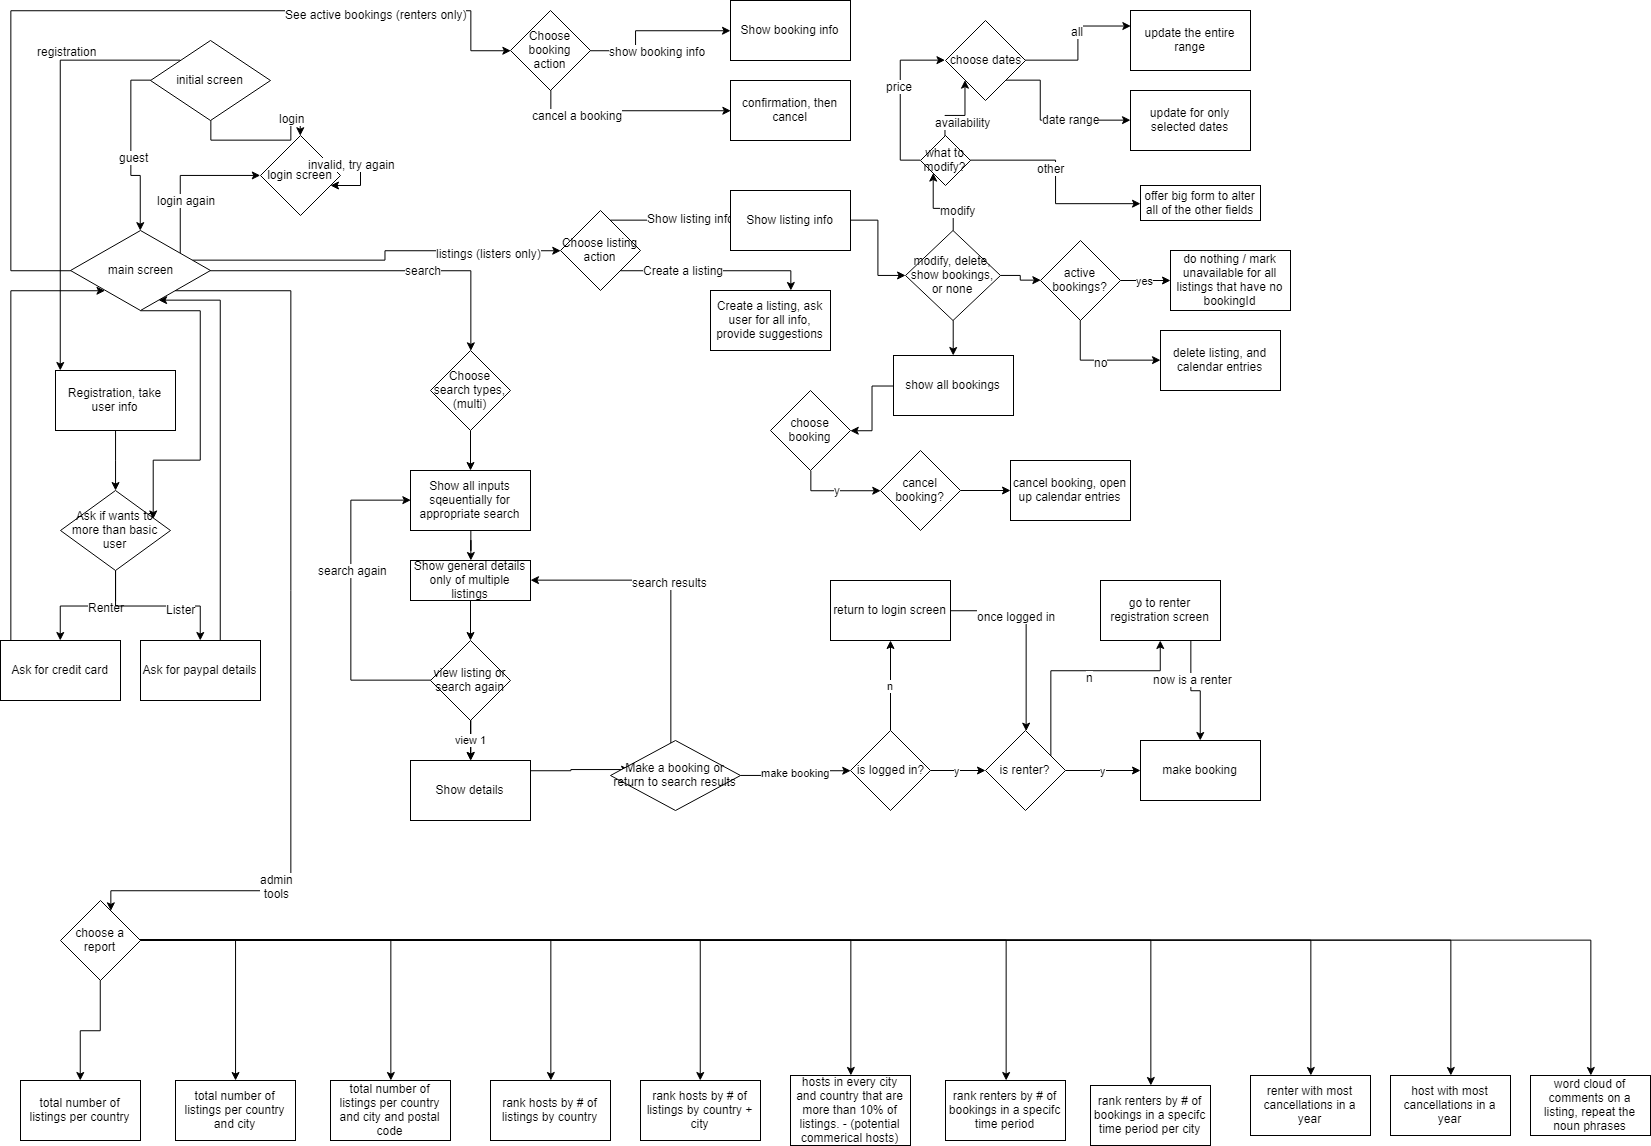 See active bookings (renters only)
Choose
booking
action
show booking info
Show booking info
cancel a booking
confirmation, then
cancel
registration
initial screen
login
guest
invalid, try again
login screen
login again
main screen
listings (listers only)
search
Choose listing
action
Show listing info
Show listing info
Create a listing
Create a listing, ask
user for all info,
provide suggestions
choose dates
all
update the entire
range
price
date range
update for only
selected dates
availability
what to
modify?
other
offer big form to alter
all of the other fields
modify
modify, delete,
show bookings,
or none
active
bookings?
yes
do nothing / mark
unavailable for all
listings that have no
bookingId
no
delete listing, and
calendar entries
show all bookings
choose
booking
y
cancel
booking?
cancel booking, open
up calendar entries
Registration, take
user info
Ask if wants to
more than basic
user
Renter
Lister
Ask for credit card
Ask for paypal details
Choose
search types,
(multi)
Show all inputs
sqeuentially for
appropriate search
search again
Show general details
only of multiple
listings
search results
view listing or
search again
view 1
Show details
Make a booking or
return to search results
make booking
is logged in?
n
return to login screen
once logged in
y
is renter?
n
go to renter
registration screen
now is a renter
y
make booking
admin
tools
choose a
report
total number of
listings per country
total number of
listings per country
and city
total number of
listings per country
and city and postal
code
rank hosts by # of
listings by country
rank hosts by # of
listings by country +
city
hosts in every city
and country that are
more than 10% of
listings. - (potential
commerical hosts)
rank renters by # of
bookings in a specifc
time period
rank renters by # of
bookings in a specifc
time period per city
renter with most
cancellations in a
year
host with most
cancellations in a
year
word cloud of
comments on a
listing, repeat the
noun phrases